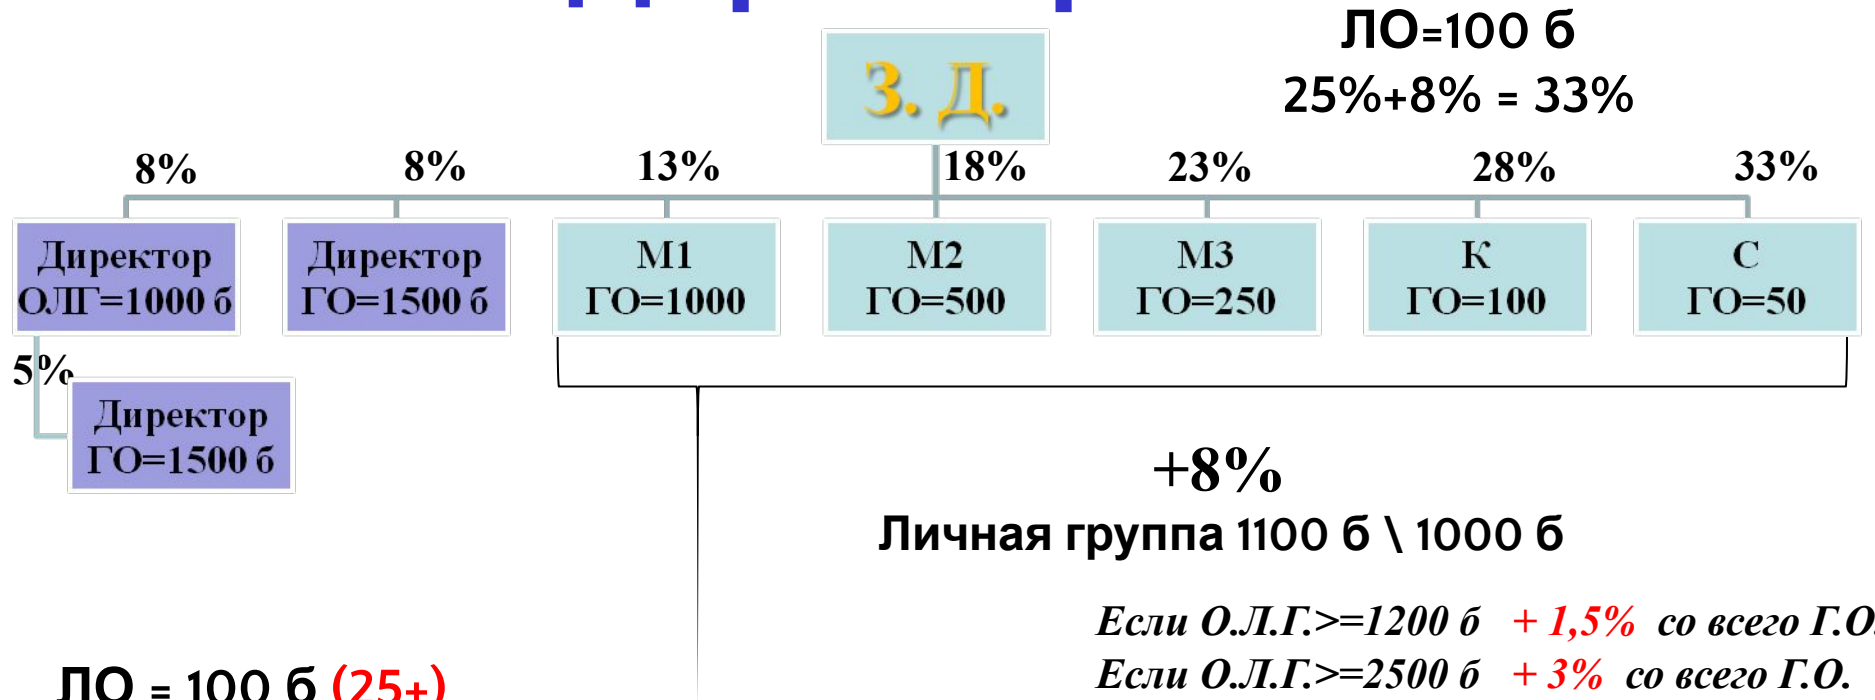 ЛО=100 б
25%+8% = 33%
З. Д.
8% 8% 13% 18% 23% 28% 33%
Директор
ОЛГ=1000 б
Директор
ГО=1500 б
М1
ГО=1000
М2
ГО=500
М3
ГО=250
К
ГО=100
С
ГО=50
5%
Директор
ГО=1500 б
+8%
Личная группа 1100 б \ 1000 б
Если О.Л.Г.>=1200 б + 1,5% со всего Г.О.
Если О.Л.Г.>=2500 б + 3% со всего Г.О.
ЛО = 100 б (25+)